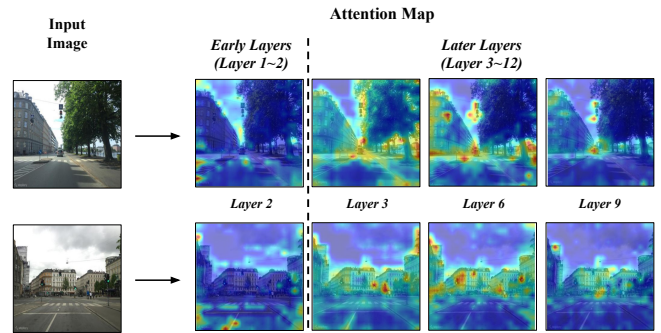 Attention Map
Input
Image
Early Layers
(Layer 1~2)
Later Layers
(Layer 3~12)
Layer 2
Layer 3
Layer 6
Layer 9